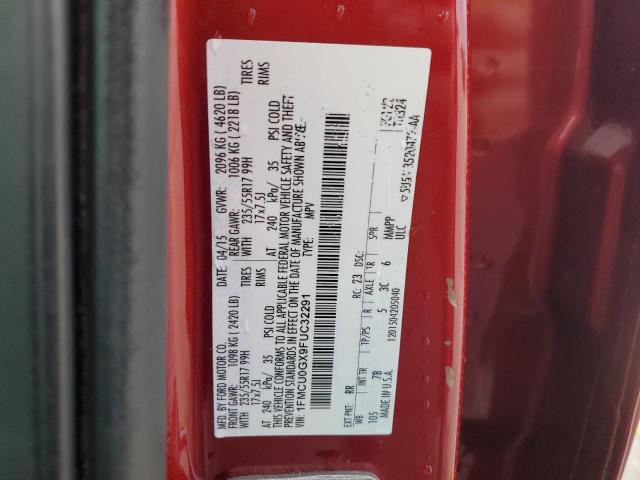 MFD. BY FORD MOTOR CO.
DATE: 04/15 GVWR: 2096 KG ( 4620 LB)
FRONT GAWR: 1098 KG ( 2420 LB) REAR GAWR: 1006 KG ( 2218 LB)
WITH 235/55R17 99H TIRES WITH 235/55R17 99H TIRES
17x7.5J RIMS 17x7.5J RIMS
AT 240 kPa/ 35 PSI COLD AT 240 kPa/ 35 PSI COLD
THIS VEHICLE CONFORMS TO ALL APPLICABLE FEDERAL MOTOR VEHICLE SAFETY AND THEFT
PREVENTION STANDARDS IN EFFECT ON THE DATE OF MANUFACTURE SHOWN
VIN: 1FMCU0GX9FUC32291
TYPE: MPV
EXT PNT: RR RC: 23 DSO:
WB INT TR TP/PS R AXLE TR SPR
105 7B 5 3C 6 MMPP
ULC
MADE IN U.S.A. 1201504205040